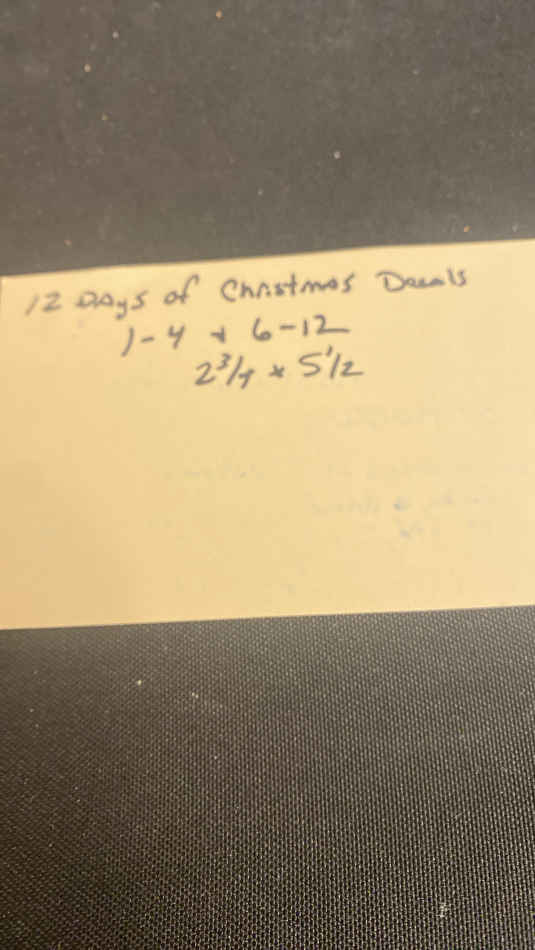 12 Days of Christmas Decals
1-4 + 6-12
2 3/4 x 5 1/2